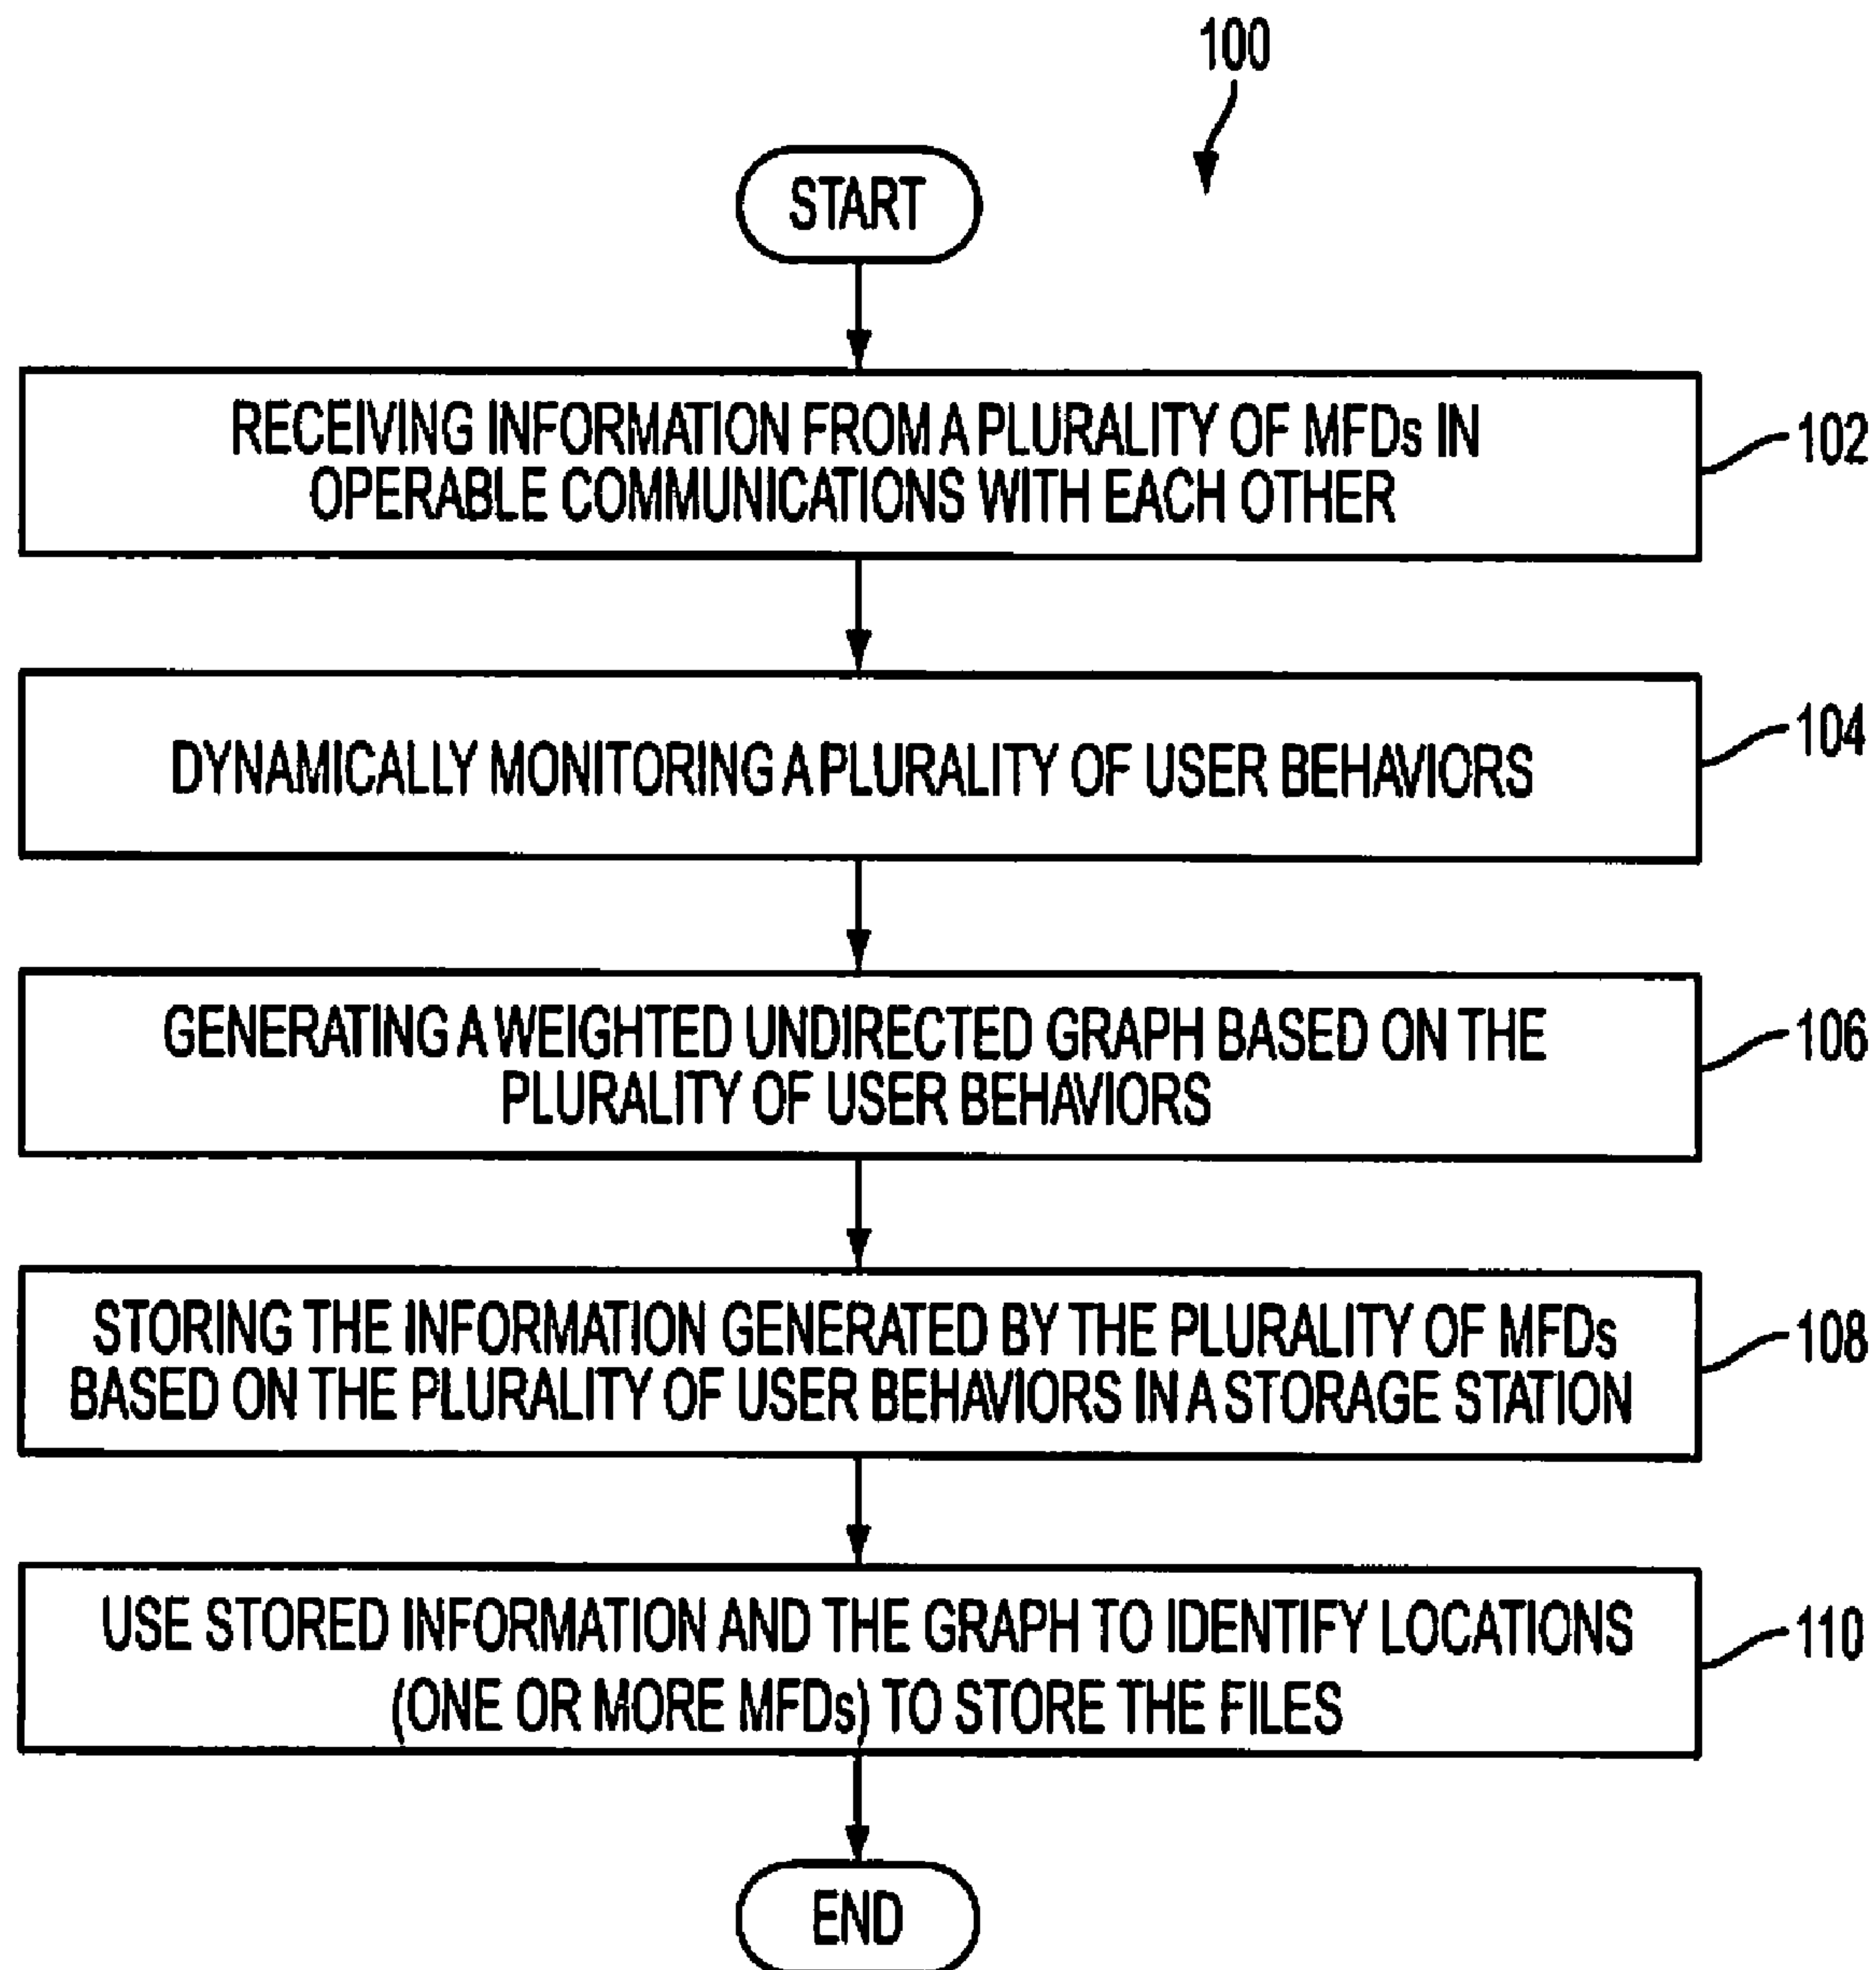 100
START
RECEIVING INFORMATION FROM A PLURALITY OF MFDs IN
OPERABLE COMMUNICATIONS WITH EACH OTHER
102
DYNAMICALLY MONITORING A PLURALITY OF USER BEHAVIORS
104
GENERATING A WEIGHTED UNDIRECTED GRAPH BASED ON THE
PLURALITY OF USER BEHAVIORS
106
STORING THE INFORMATION GENERATED BY THE PLURALITY OF MFDs
BASED ON THE PLURALITY OF USER BEHAVIORS IN A STORAGE STATION
108
USE STORED INFORMATION AND THE GRAPH TO IDENTIFY LOCATIONS
(ONE OR MORE MFDs) TO STORE THE FILES
110
END